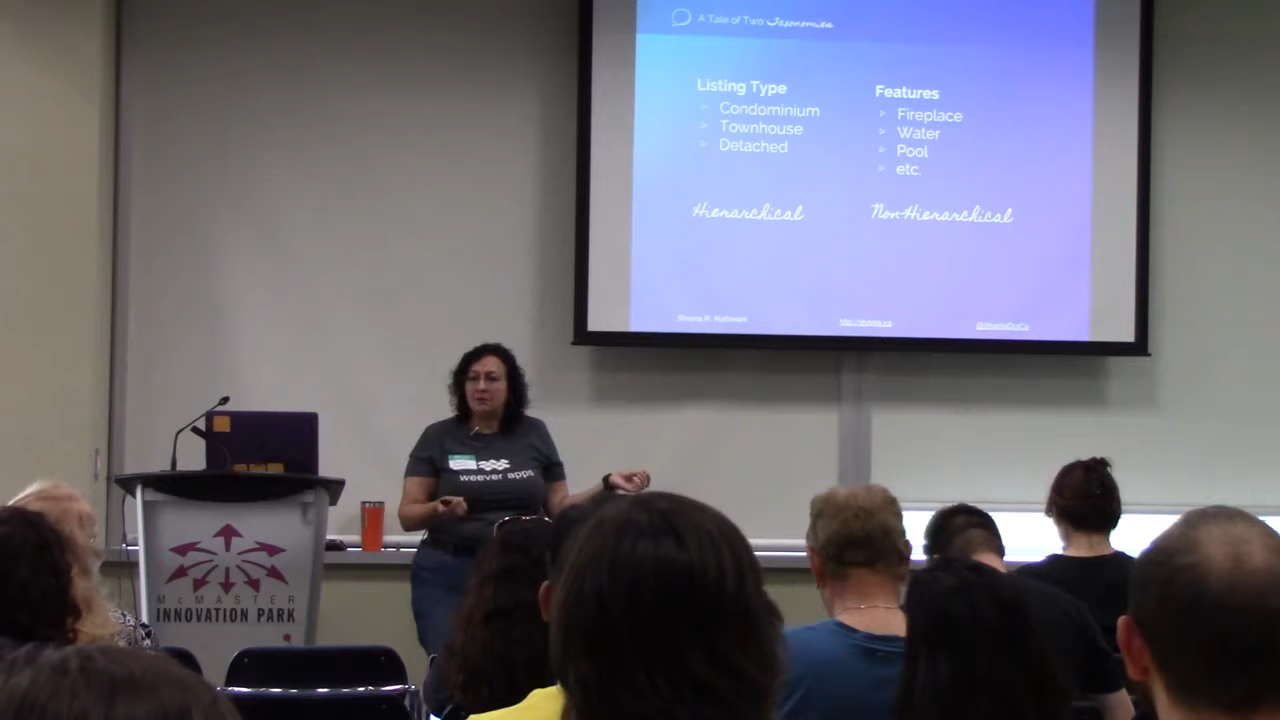 A Tale of Two Taxonomies
Listing Type
Condominium
Townhouse
Detached
Features
Fireplace
Water
Pool
etc.
Hierarchical
Non-Hierarchical
weever apps
McMASTER
INNOVATION PARK